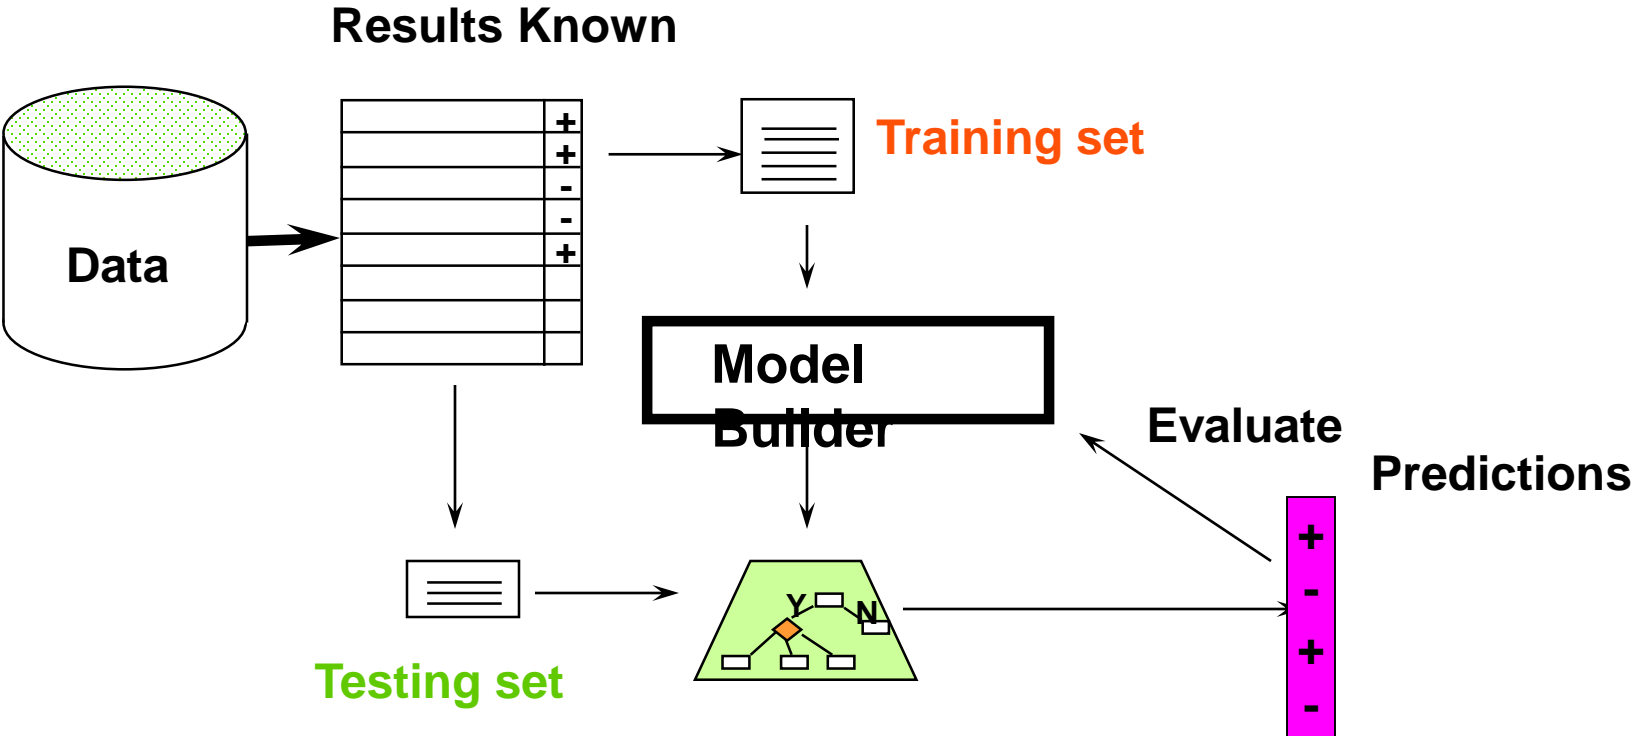 Results Known
+
+
-
-
+
Training set
Data
Model
Builder
Evaluate
Predictions
+
-
+
-
Y
N
Testing set